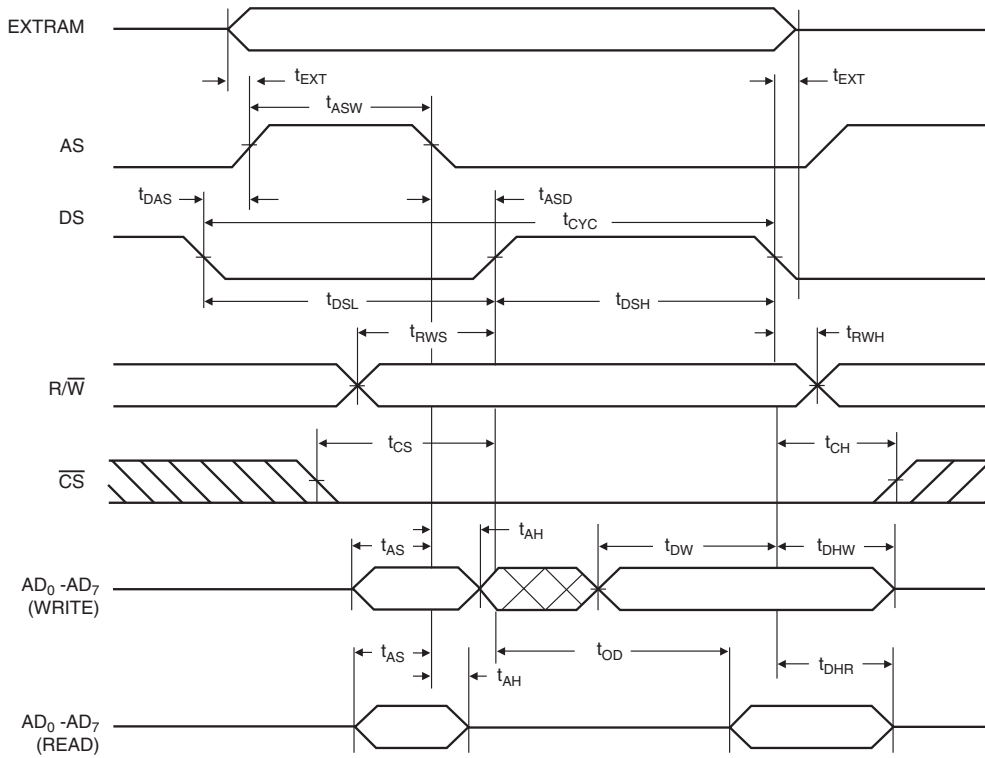 EXTRAM
tEXT
tEXT
tASW
AS
tDAS
tASD
DS
tCYC
tDSL
tDSH
tRWS
tRWH
R/W̅
tCS
tCH
C̅S̅
tAS
tAH
tDW
tDHW
AD0 -AD7
(WRITE)
tAS
tAH
tOD
tDHR
AD0 -AD7
(READ)